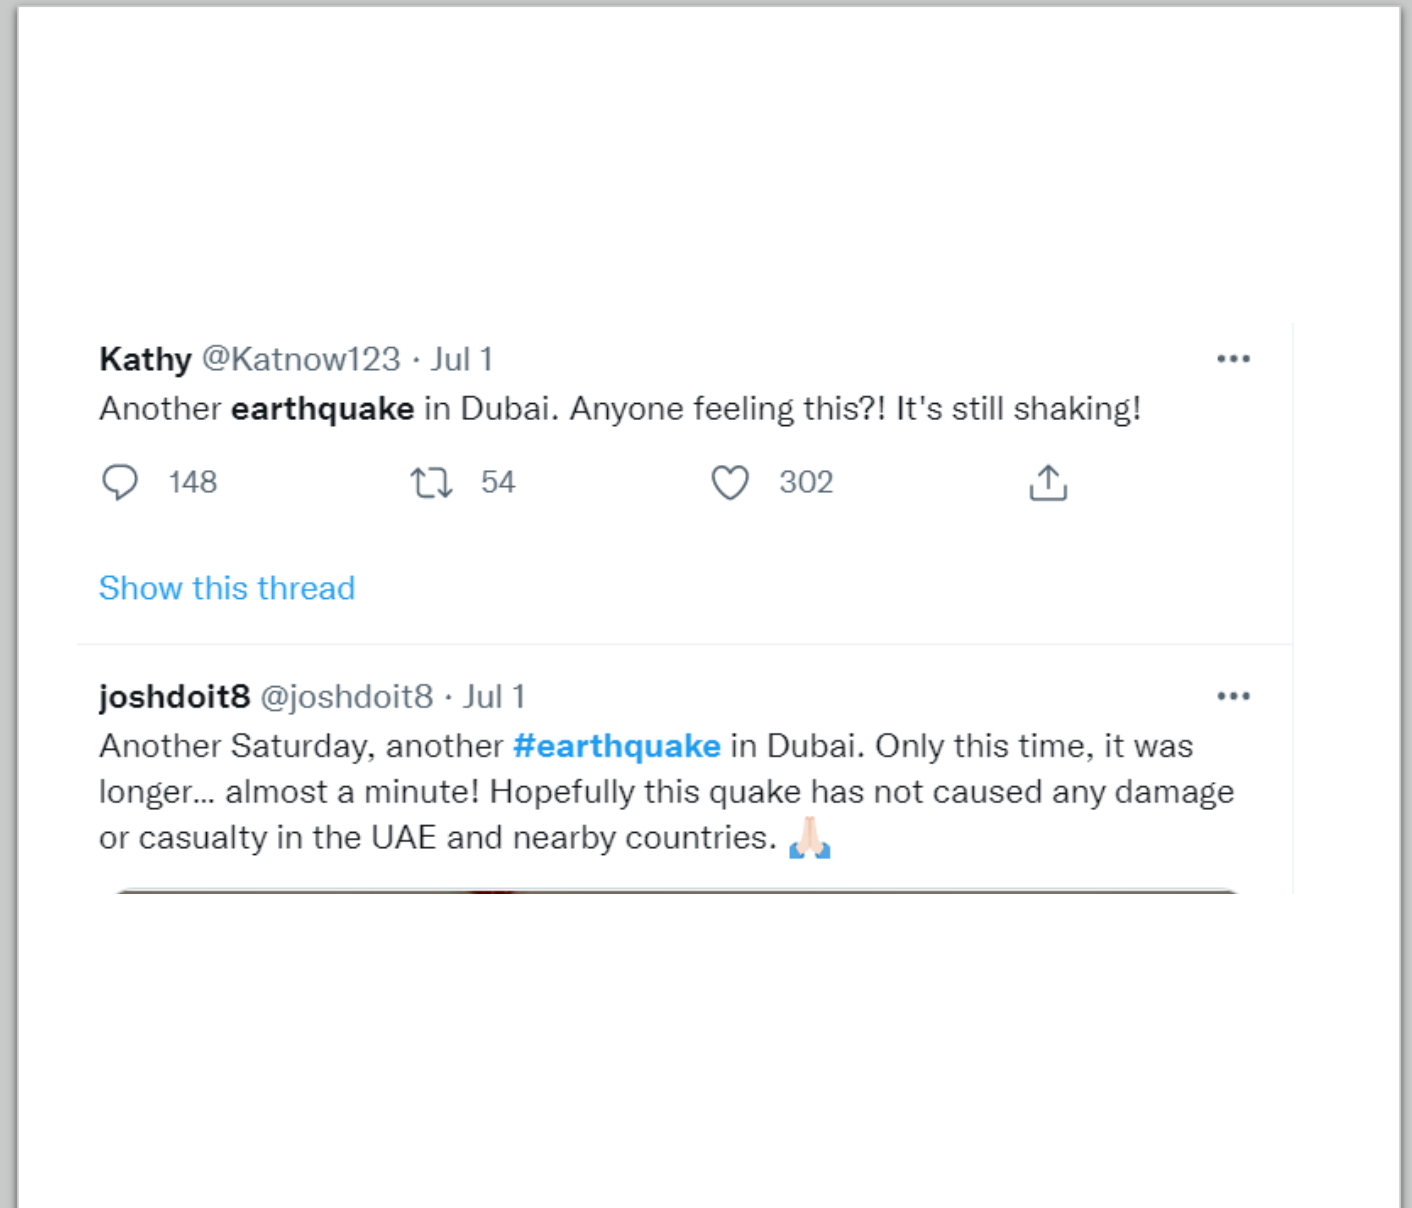 Kathy @Katnow123 · Jul 1
Another earthquake in Dubai. Anyone feeling this?! It's still shaking!
148 54 302
Show this thread
joshdoit8 @joshdoit8 · Jul 1
Another Saturday, another #earthquake in Dubai. Only this time, it was
longer... almost a minute! Hopefully this quake has not caused any damage
or casualty in the UAE and nearby countries. 🙏🏻